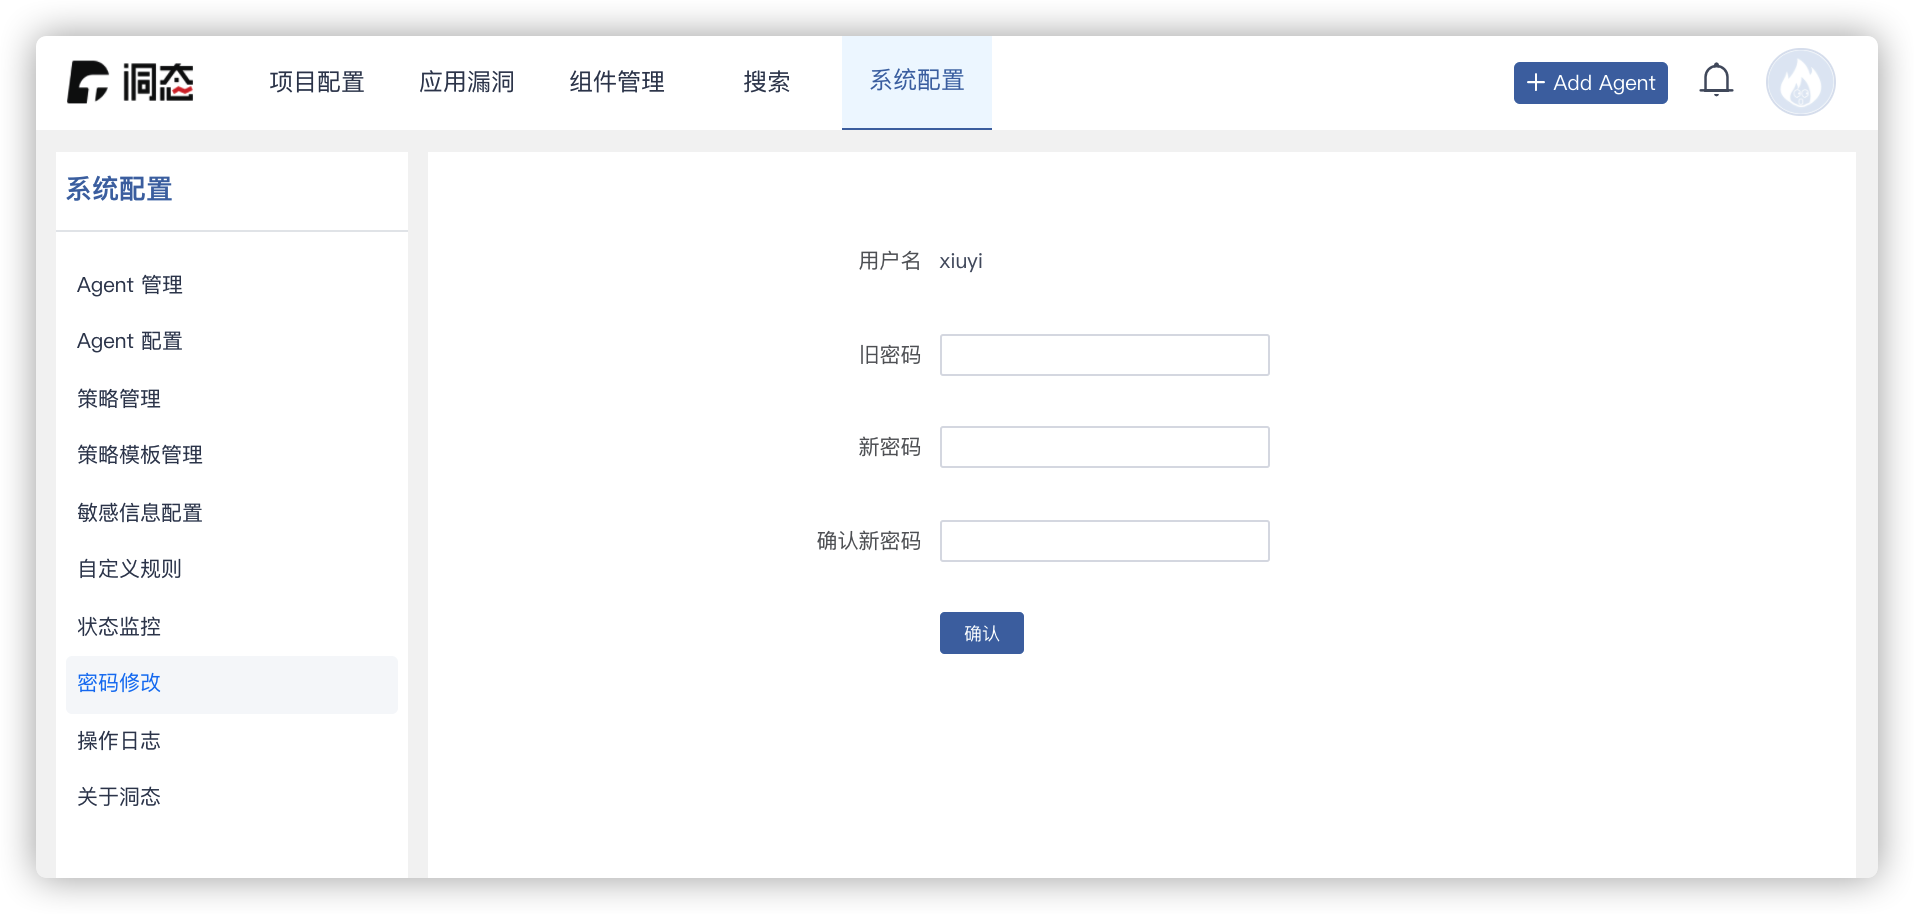 洞态
项目配置
应用漏洞
组件管理
搜索
系统配置
+ Add Agent
系统配置
Agent 管理
Agent 配置
策略管理
策略模板管理
敏感信息配置
自定义规则
状态监控
密码修改
操作日志
关于洞态
用户名 xiuyi
旧密码
新密码
确认新密码
确认